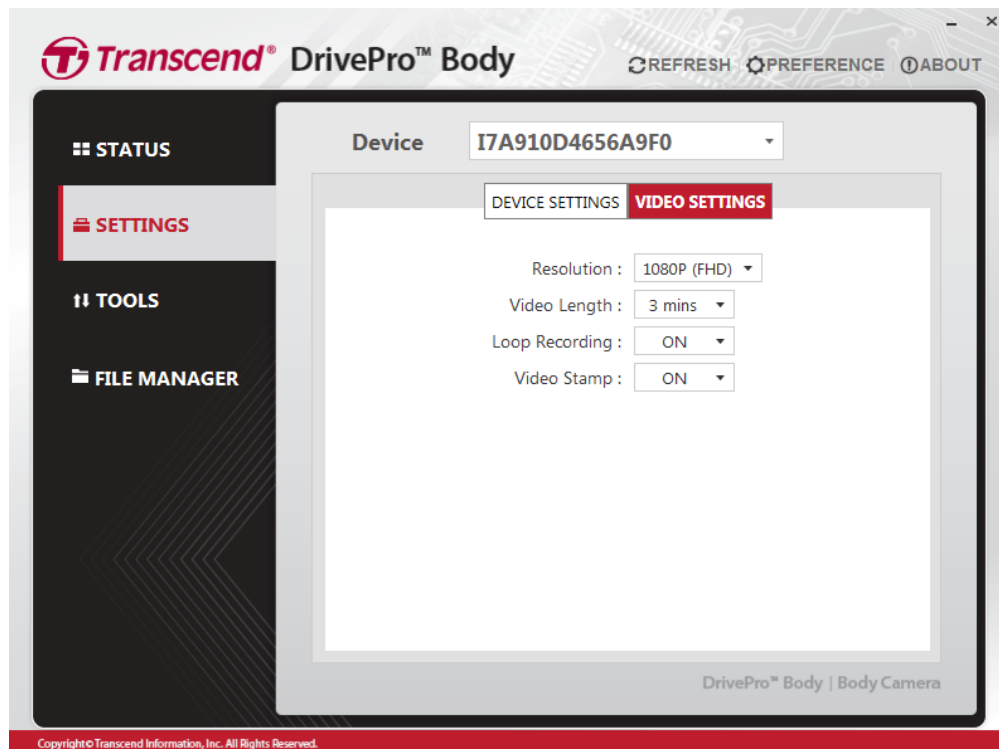 Transcend® DrivePro™ Body
REFRESH PREFERENCE ABOUT
STATUS
SETTINGS
TOOLS
FILE MANAGER
Device I7A910D4656A9F0
DEVICE SETTINGS VIDEO SETTINGS
Resolution : 1080P (FHD)
Video Length : 3 mins
Loop Recording : ON
Video Stamp : ON
DrivePro™ Body | Body Camera
Copyright© Transcend Information, Inc. All Rights Reserved.